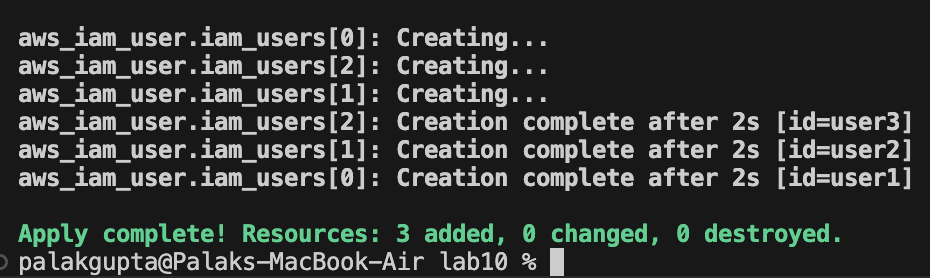 aws_iam_user.iam_users[0]: Creating...
aws_iam_user.iam_users[2]: Creating...
aws_iam_user.iam_users[1]: Creating...
aws_iam_user.iam_users[2]: Creation complete after 2s [id=user3]
aws_iam_user.iam_users[1]: Creation complete after 2s [id=user2]
aws_iam_user.iam_users[0]: Creation complete after 2s [id=user1]
Apply complete! Resources: 3 added, 0 changed, 0 destroyed.
palakgupta@Palaks-MacBook-Air lab10 %